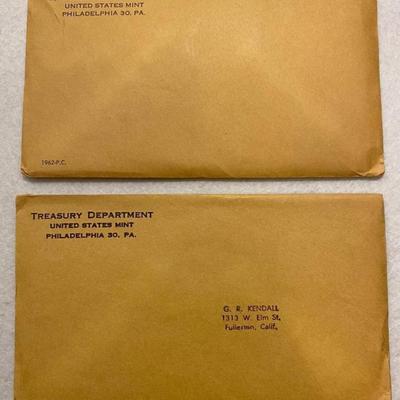 UNITED STATES MINT
PHILADELPHIA 30, PA.
1962-P.C.
TREASURY DEPARTMENT
UNITED STATES MINT
PHILADELPHIA 30, PA.
G. R. KENDALL
1313 W. Elm St.
Fullerton, Calif.